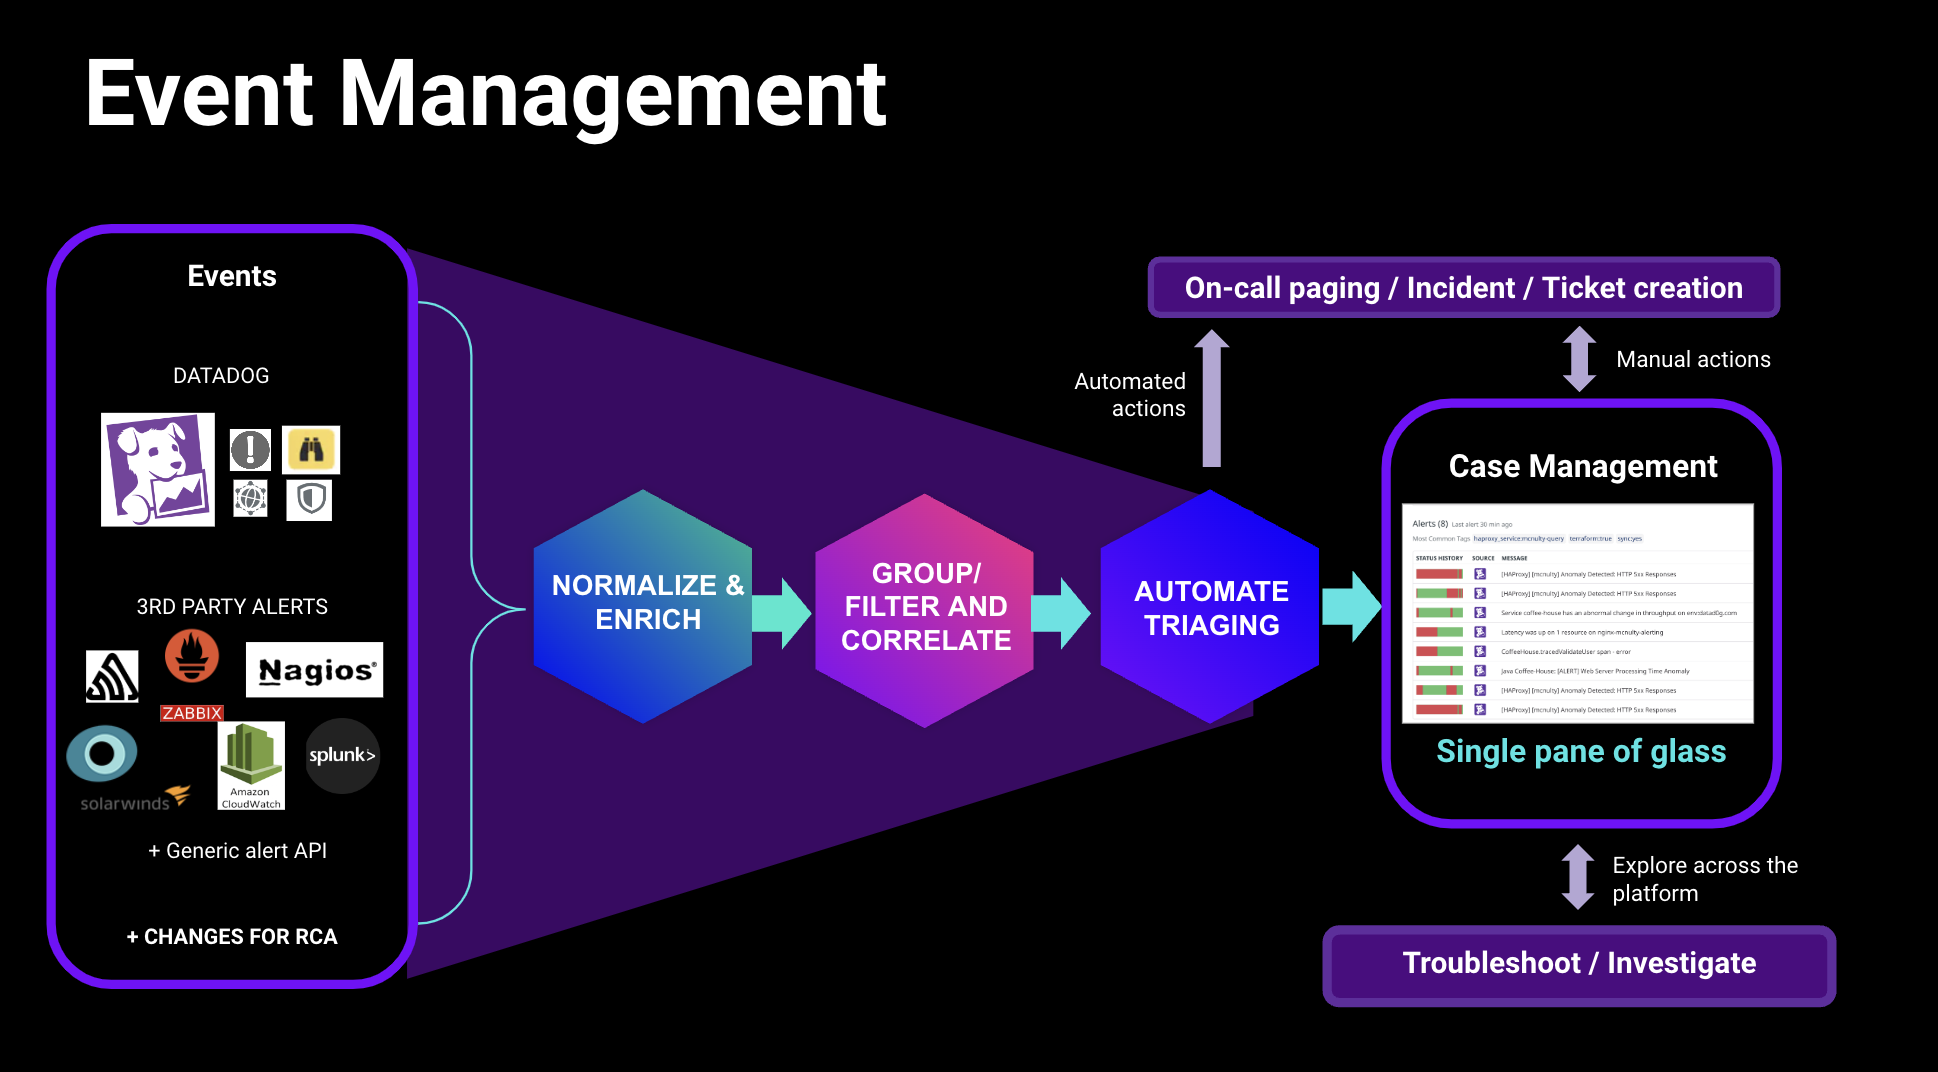 Event Management
Events
DATADOG
3RD PARTY ALERTS
Nagios®
ZABBIX
splunk>
solarwinds
Amazon
CloudWatch
+ Generic alert API
+ CHANGES FOR RCA
NORMALIZE &
ENRICH
GROUP/
FILTER AND
CORRELATE
AUTOMATE
TRIAGING
Automated
actions
On-call paging / Incident / Ticket creation
Manual actions
Case Management
Alerts (8) Last alert 30 min ago
Most Common Tags haproxy_service:mcnulty-query terraform:true sync:yes
STATUS HISTORY SOURCE MESSAGE
[HAProxy] [mcnulty] Anomaly Detected: HTTP 5xx Responses
[HAProxy] [mcnulty] Anomaly Detected: HTTP 5xx Responses
Service coffee-house has an abnormal change in throughput on env:datad0g.com
Latency was up on 1 resource on nginx-mcnulty-alerting
CoffeeHouse.tracedValidateUser span - error
Java Coffee-House: [ALERT] Web Server Processing Time Anomaly
[HAProxy] [mcnulty] Anomaly Detected: HTTP 5xx Responses
[HAProxy] [mcnulty] Anomaly Detected: HTTP 5xx Responses
Single pane of glass
Explore across the
platform
Troubleshoot / Investigate